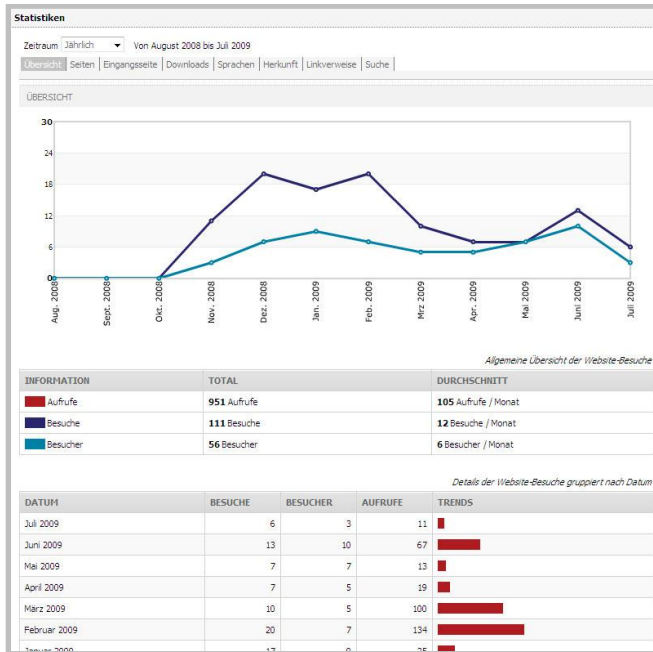 Statistiken
Zeitraum Jährlich Von August 2008 bis Juli 2009
Übersicht Seiten Eingangsseite Downloads Sprachen Herkunft Linkverweise Suche
ÜBERSICHT
30
24
18
12
6
0
Aug. 2008 Sept. 2008 Okt. 2008 Nov. 2008 Dez. 2008 Jan. 2009 Feb. 2009 Mrz 2009 Apr. 2009 Mai 2009 Juni 2009 Juli 2009
Allgemeine Übersicht der Website-Besuche
INFORMATION TOTAL DURCHSCHNITT
Aufrufe 951 Aufrufe 105 Aufrufe / Monat
Besuche 111 Besuche 12 Besuche / Monat
Besucher 56 Besucher 6 Besucher / Monat
Details der Website-Besuche gruppiert nach Datum
DATUM BESUCHE BESUCHER AUFRUFE TRENDS
Juli 2009 6 3 11
Juni 2009 13 10 67
Mai 2009 7 7 13
April 2009 7 5 19
März 2009 10 5 100
Februar 2009 20 7 134
Januar 2009 17 9